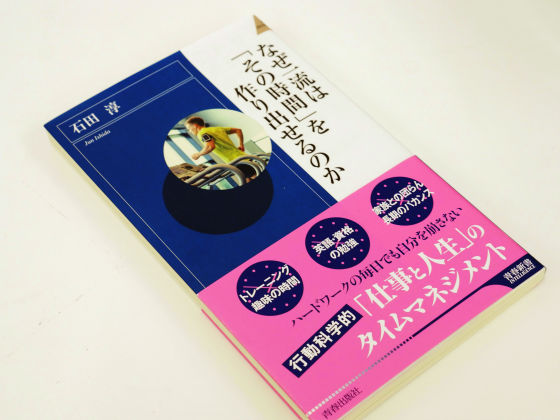 なぜ一流は
「その時間」を
作り出せるのか
石田 淳
Jun Ishida
家族との団らん
長期のバカンス
英語・資格
の勉強
トレーニング
趣味の時間
ハードワークの毎日でも自分を崩さない
行動科学的
「仕事と人生」の
タイムマネジメント
青春新書
INTELLIGENCE
青春出版社